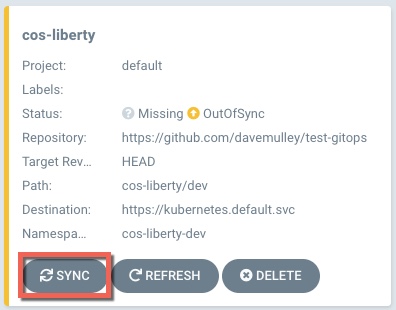 cos-liberty
Project: default
Labels:
Status: Missing OutOfSync
Repository: https://github.com/davemulley/test-gitops
Target Rev... HEAD
Path: cos-liberty/dev
Destination: https://kubernetes.default.svc
Namespa... cos-liberty-dev
SYNC REFRESH DELETE